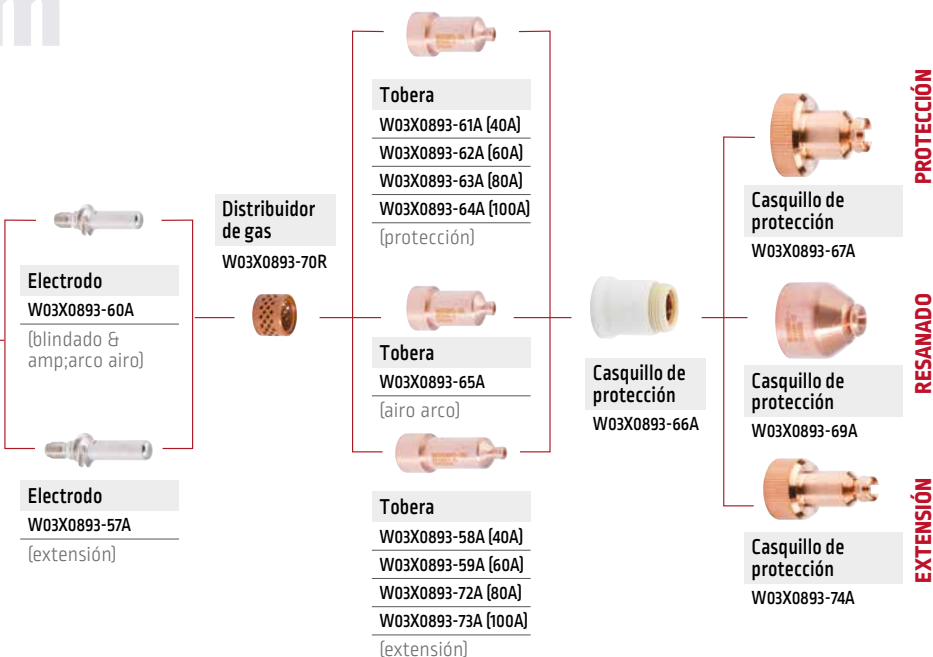 m
Electrodo
W03X0893-60A
(blindado &
amp;arco airo)
Electrodo
W03X0893-57A
(extensión)
Distribuidor
de gas
W03X0893-70R
Tobera
W03X0893-61A (40A)
W03X0893-62A (60A)
W03X0893-63A (80A)
W03X0893-64A (100A)
(protección)
Tobera
W03X0893-65A
(airo arco)
Tobera
W03X0893-58A (40A)
W03X0893-59A (60A)
W03X0893-72A (80A)
W03X0893-73A (100A)
(extensión)
Casquillo de
protección
W03X0893-66A
Casquillo de
protección
W03X0893-67A
PROTECCIÓN
Casquillo de
protección
W03X0893-69A
RESANADO
Casquillo de
protección
W03X0893-74A
EXTENSIÓN